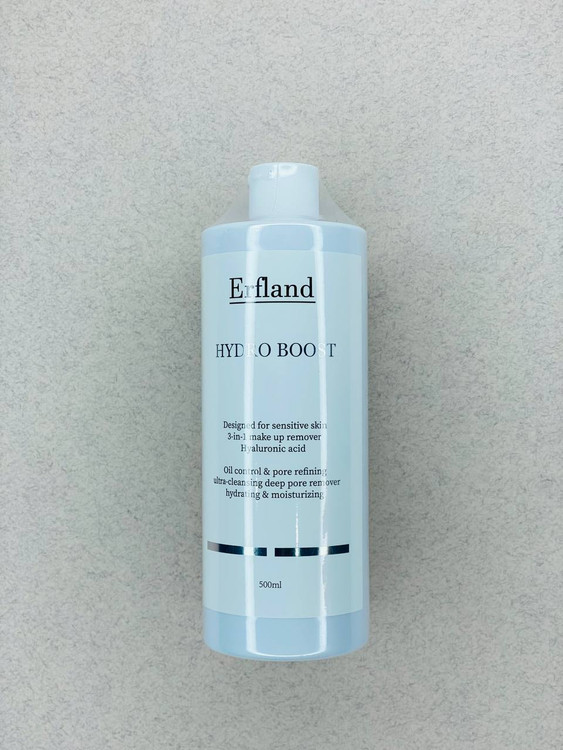 Erfland
HYDRO BOOST
Designed for sensitive skin
3-in-1 make up remover
Hyaluronic acid
Oil control & pore refining
ultra-cleansing deep pore remover
hydrating & moisturizing
500ml